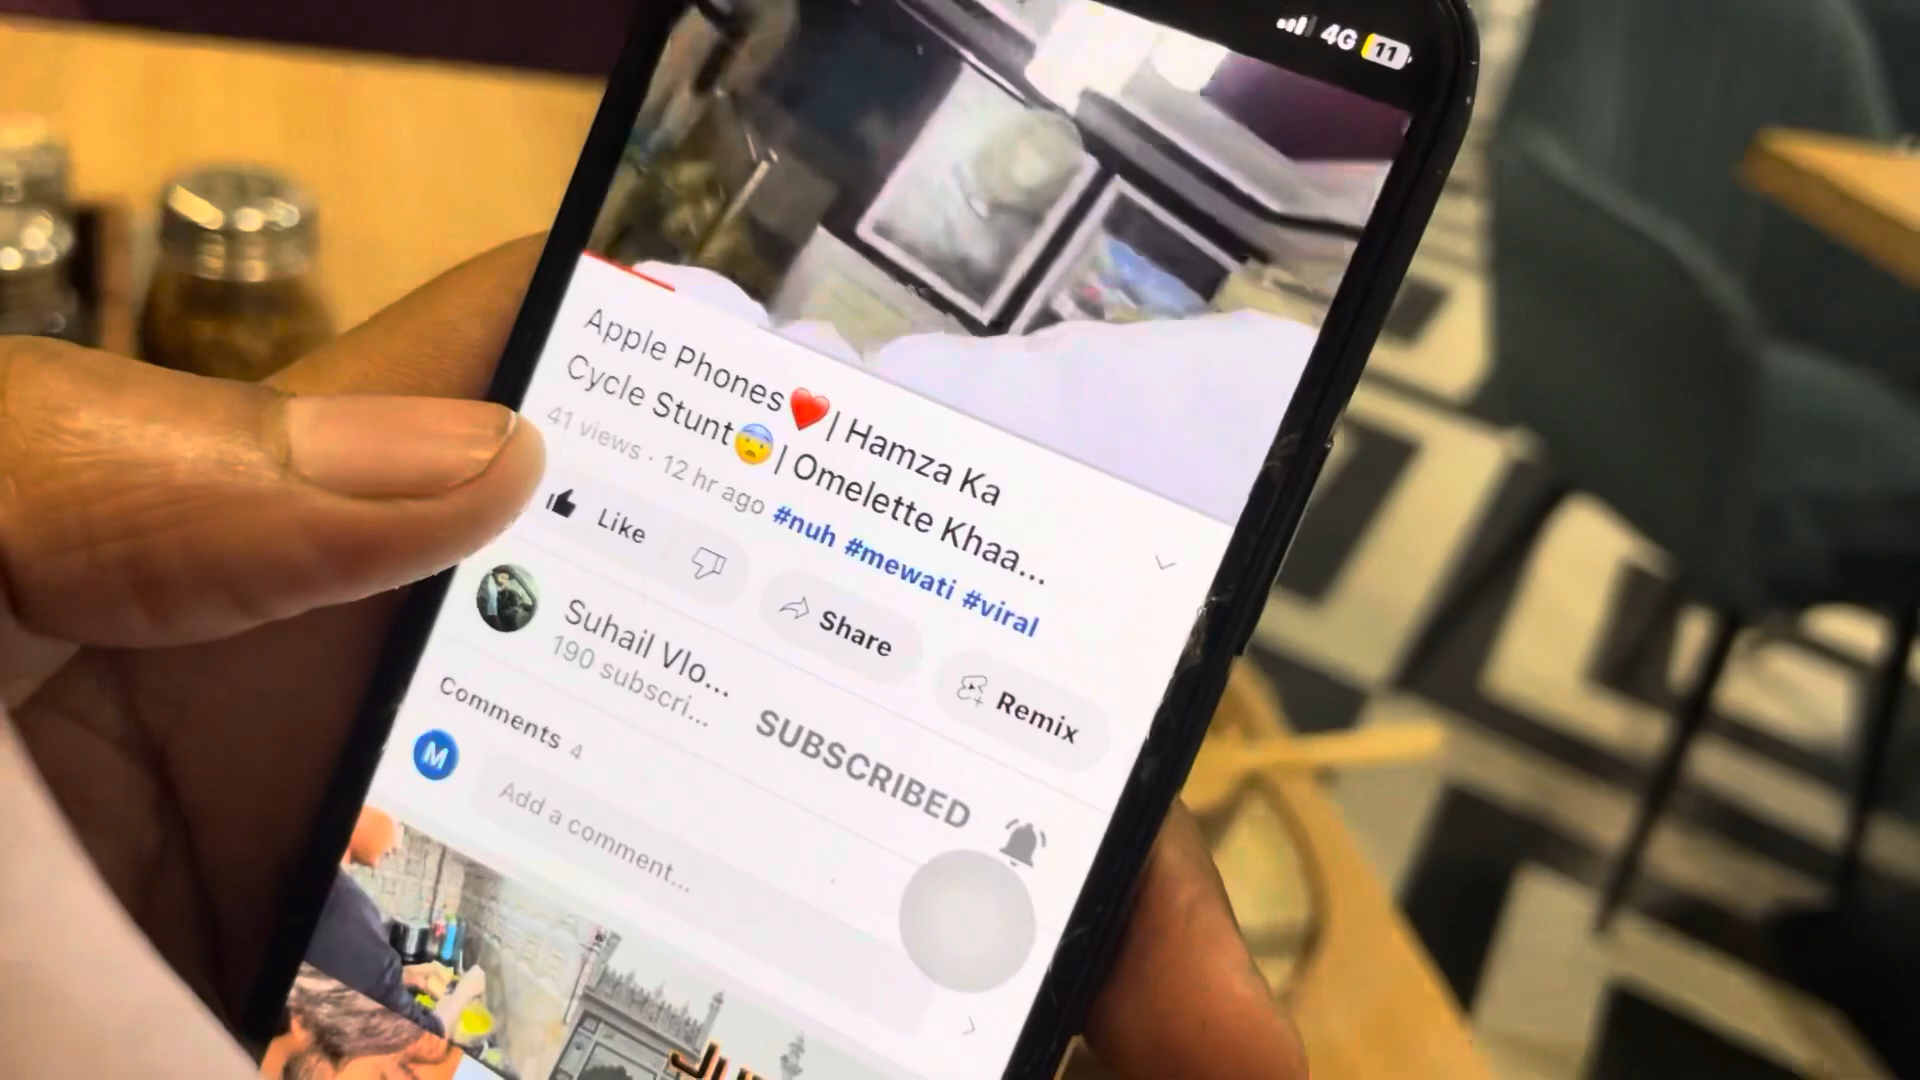 4G 11
Apple Phones❤️| Hamza Ka
Cycle Stunt😨| Omelette Khaa...
41 views · 12 hr ago #nuh #mewati #viral
Like
Share
Remix
Suhail Vlo...
190 subscri...
SUBSCRIBED
Comments 4
M
Add a comment...